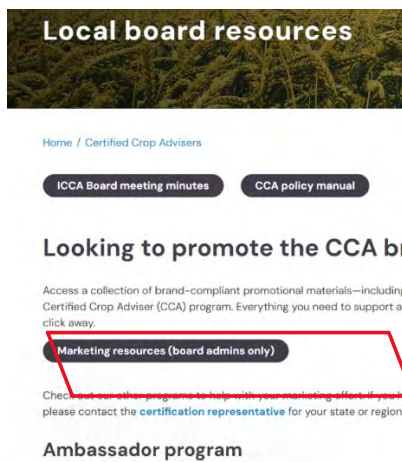 Local board resources
Home / Certified Crop Advisers
ICCA Board meeting minutes
CCA policy manual
Looking to promote the CCA
Access a collection of brand-compliant promotional materials—including
Certified Crop Adviser (CCA) program. Everything you need to support a
click away.
Marketing resources (board admins only)
Check out our other programs to help with your marketing effort. If you
please contact the certification representative for your state or region
Ambassador program